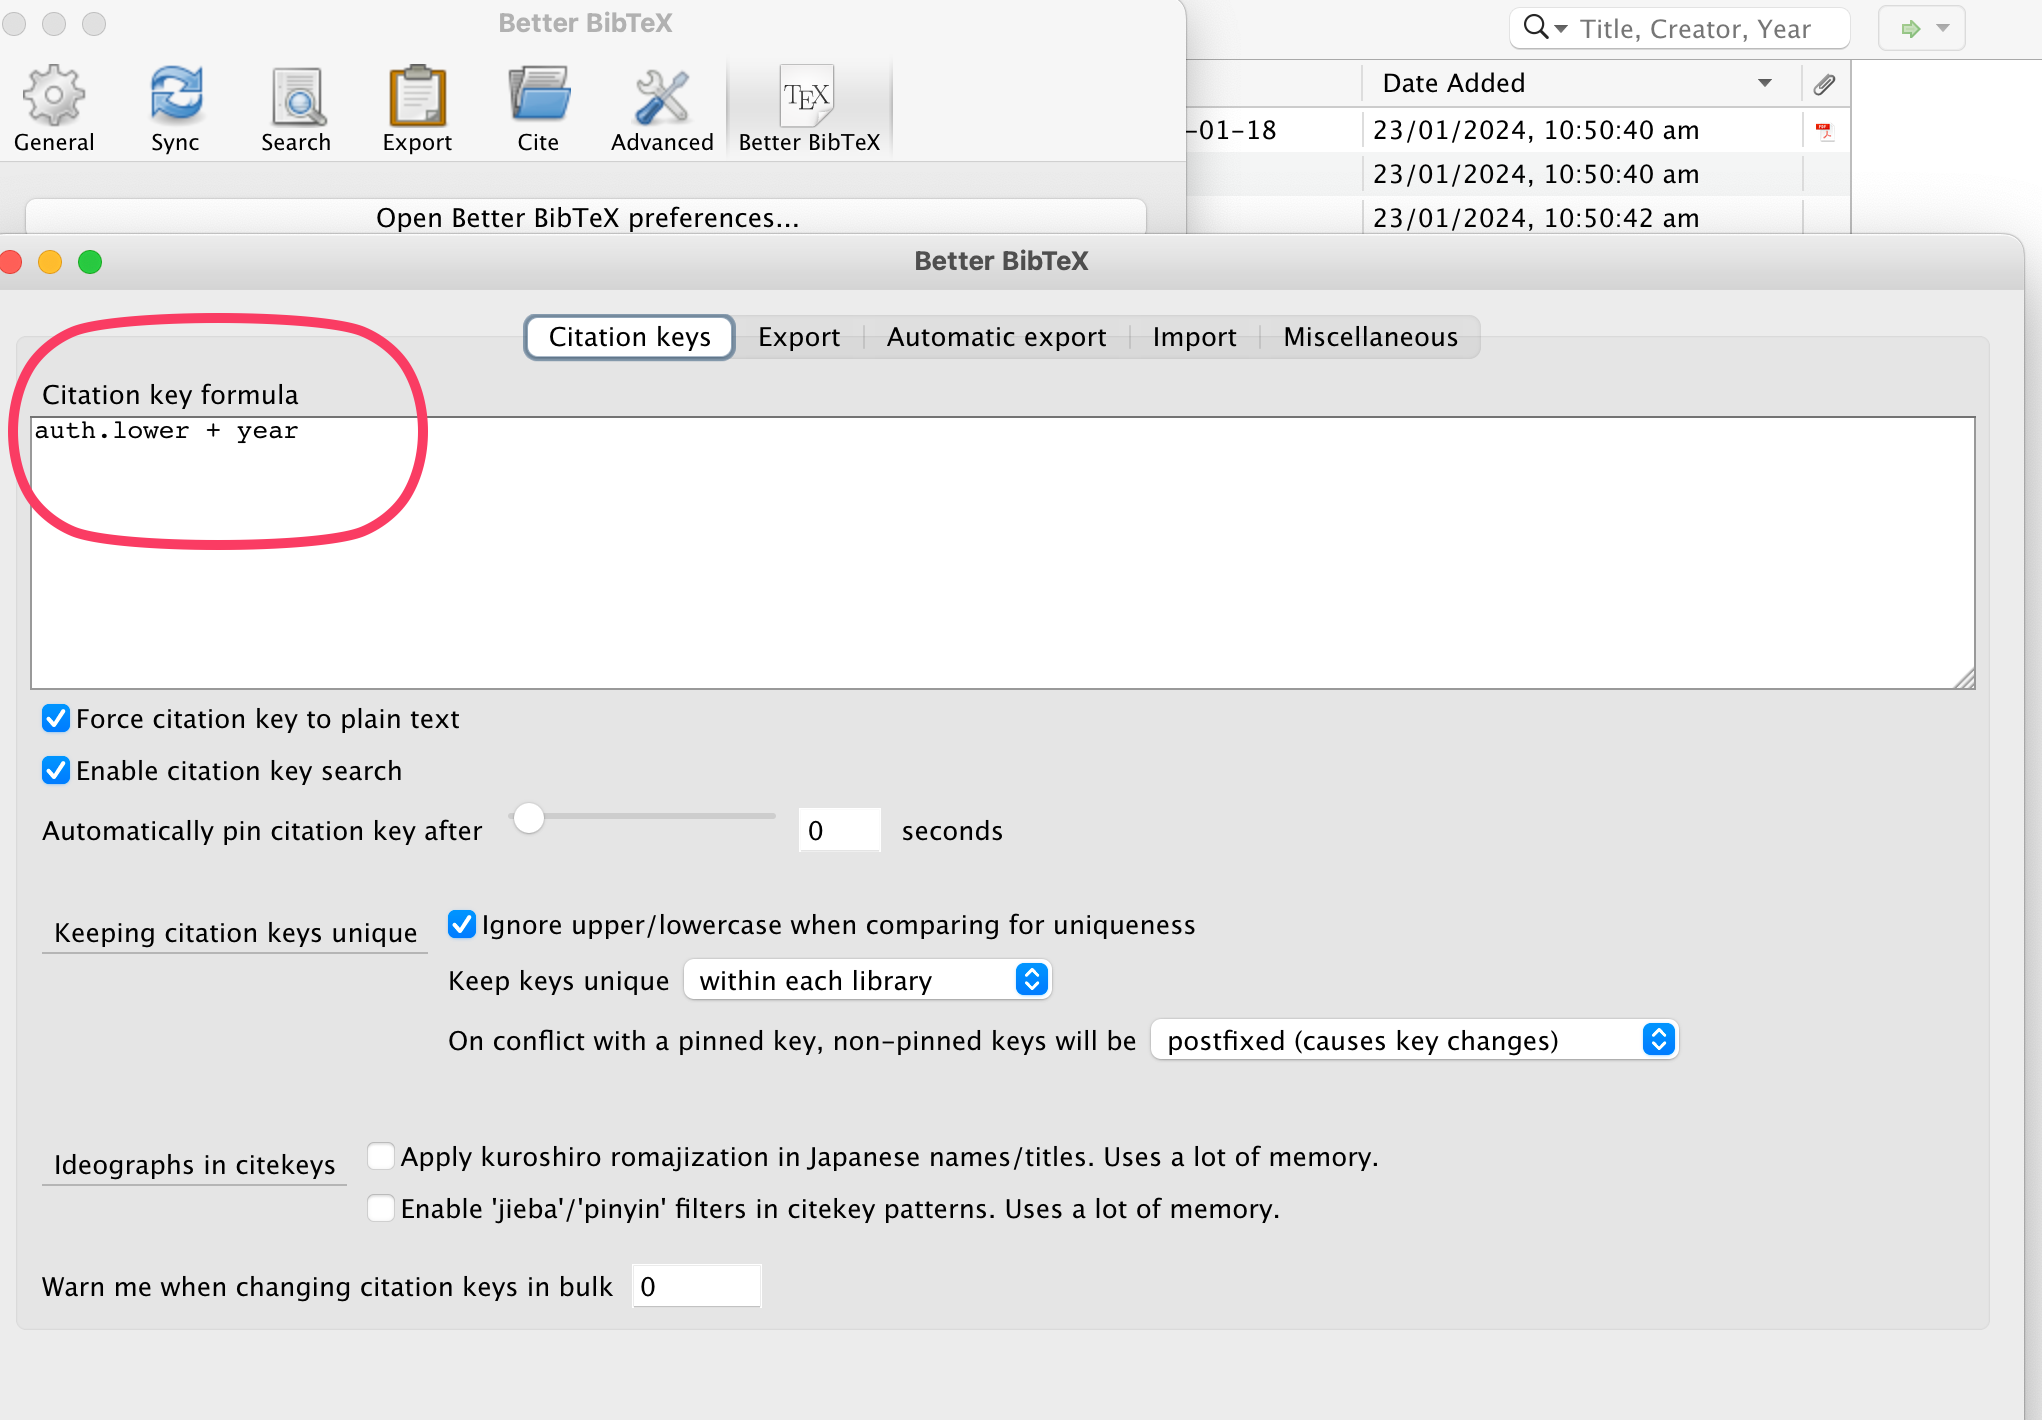 Better BibTeX
Title, Creator, Year
General
Sync
Search
Export
Cite
Advanced
TEX
Better BibTeX
Date Added
-01-18
23/01/2024, 10:50:40 am
23/01/2024, 10:50:40 am
Open Better BibTeX preferences...
23/01/2024, 10:50:42 am
Better BibTeX
Citation keys
Export
Automatic export
Import
Miscellaneous
Citation key formula
auth.lower + year
Force citation key to plain text
Enable citation key search
Automatically pin citation key after 0 seconds
Keeping citation keys unique
Ignore upper/lowercase when comparing for uniqueness
Keep keys unique within each library
On conflict with a pinned key, non-pinned keys will be postfixed (causes key changes)
Ideographs in citekeys
Apply kuroshiro romajization in Japanese names/titles. Uses a lot of memory.
Enable 'jieba'/'pinyin' filters in citekey patterns. Uses a lot of memory.
Warn me when changing citation keys in bulk 0